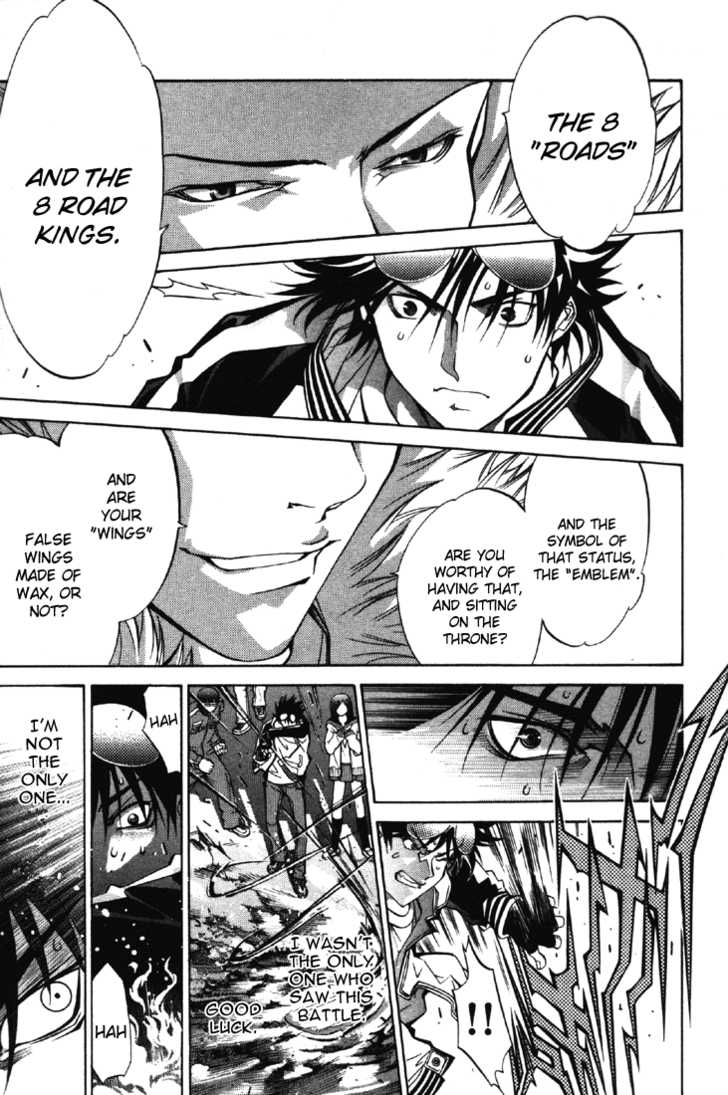 THE 8
"ROADS"
AND THE
8 ROAD
KINGS.
AND THE
SYMBOL OF
THAT STATUS,
THE "EMBLEM".
ARE YOU
WORTHY OF
HAVING THAT,
AND SITTING
ON THE
THRONE?
AND
ARE
YOUR
"WINGS"
FALSE
WINGS
MADE OF
WAX, OR
NOT?
!!
...I WASN'T
THE ONLY
ONE WHO
SAW THIS
BATTLE.
GOOD
LUCK.
HAH
HAH
I'M
NOT
THE
ONLY
ONE...